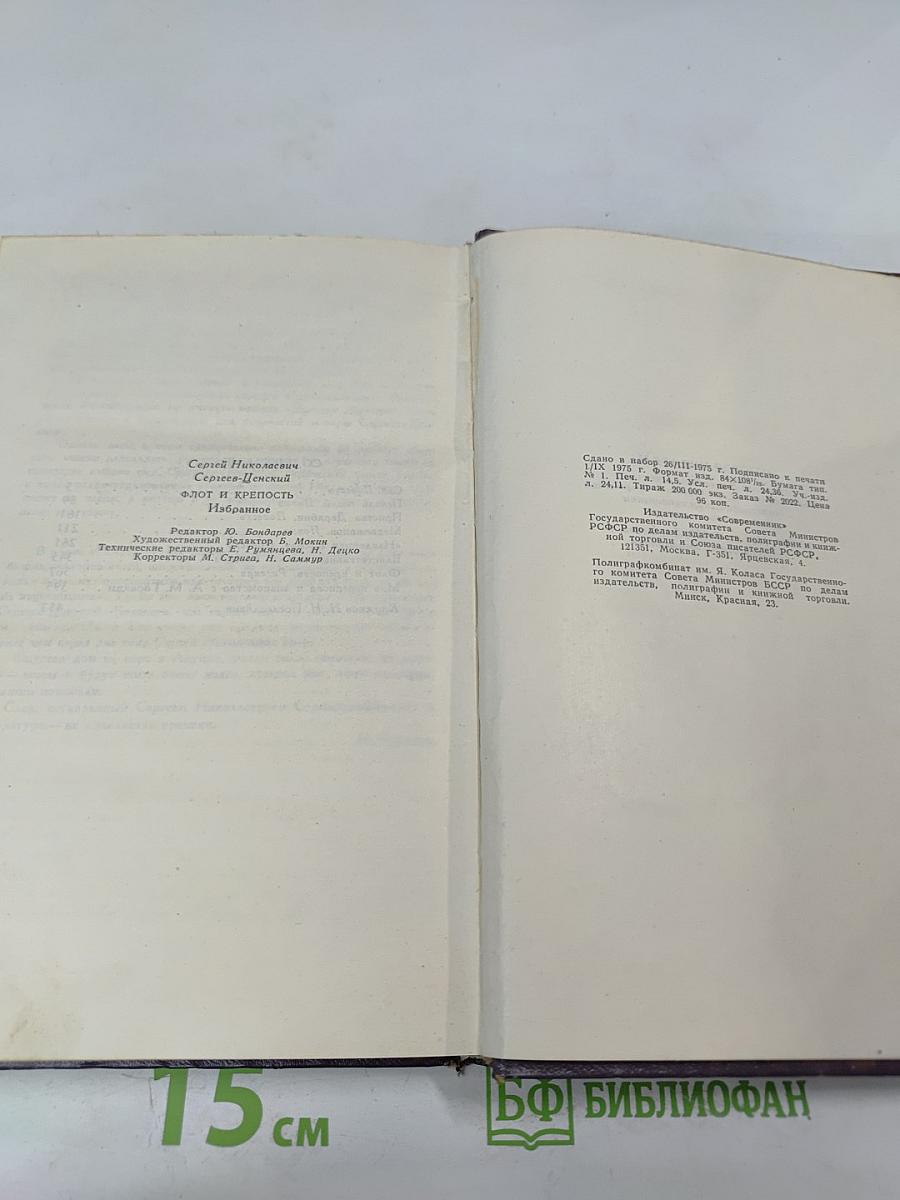 Сергей Николаевич
Сергеев-Ценский
ФЛОТ И КРЕПОСТЬ
Избранное
Редактор Ю. Бондарев
Художественный редактор Б. Мокин
Технические редакторы Е. Румянцева, Н. Децко
Корректоры М. Стрига, Н. Саммур
Сдано в набор 26/III-1975 г. Подписано к печати
1/IX 1975 г. Формат изд. 84×108¹/₃₂. Бумага тип.
№ 1. Печ. л. 14,5. Усл. печ. л. 24,36. Уч.-изд.
л. 24,11. Тираж 200 000 экз. Заказ № 2022. Цена
96 коп.
Издательство «Современник»
Государственного комитета Совета Министров
РСФСР по делам издательств, полиграфии и книж-
ной торговли и Союза писателей РСФСР,
121351, Москва, Г-351, Ярцевская, 4.
Полиграфкомбинат им. Я. Коласа Государственно-
го комитета Совета Министров БССР по делам
издательств, полиграфии и книжной торговли.
Минск, Красная, 23.
15 см
БФ БИБЛИОФАН